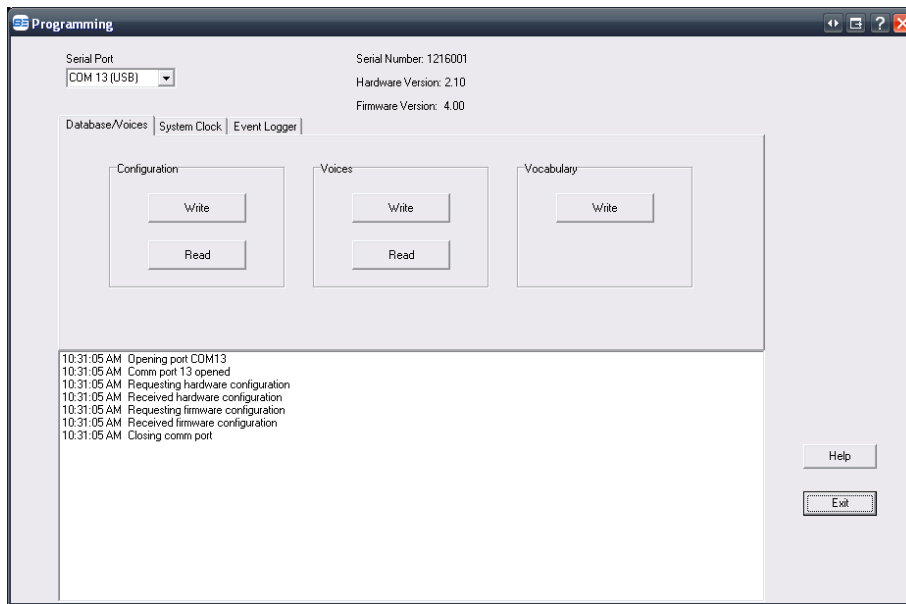 Programming
Serial Port
COM 13 (USB)
Serial Number: 1216001
Hardware Version: 2.10
Firmware Version: 4.00
Database/Voices System Clock Event Logger
Configuration Voices Vocabulary
Write Write Write
Read Read
10:31:05 AM Opening port COM13
10:31:05 AM Comm port 13 opened
10:31:05 AM Requesting hardware configuration
10:31:05 AM Received hardware configuration
10:31:05 AM Requesting firmware configuration
10:31:05 AM Received firmware configuration
10:31:05 AM Closing comm port
Help
Exit